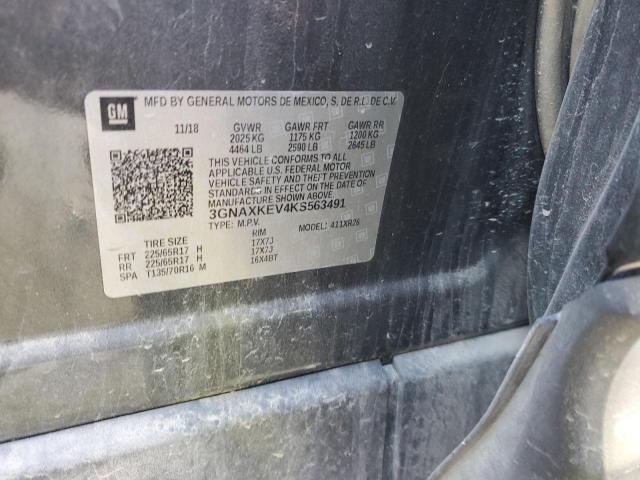 GM
MFD BY GENERAL MOTORS DE MEXICO, S. DE R.L. DE C.V.
11/18 GVWR GAWR FRT GAWR RR
2025 KG 1175 KG 1200 KG
4464 LB 2590 LB 2645 LB
THIS VEHICLE CONFORMS TO ALL
APPLICABLE U.S. FEDERAL MOTOR
VEHICLE SAFETY AND THEFT PREVENTION
STANDARDS IN EFFECT ON THE DATE OF
MANUFACTURE SHOWN ABOVE.
3GNAXKEV4KS563491
TYPE: M.P.V. MODEL: 411XR26
TIRE SIZE RIM
FRT 225/65R17 H 17X7J
RR 225/65R17 H 17X7J
SPA T135/70R16 M 16X4BT